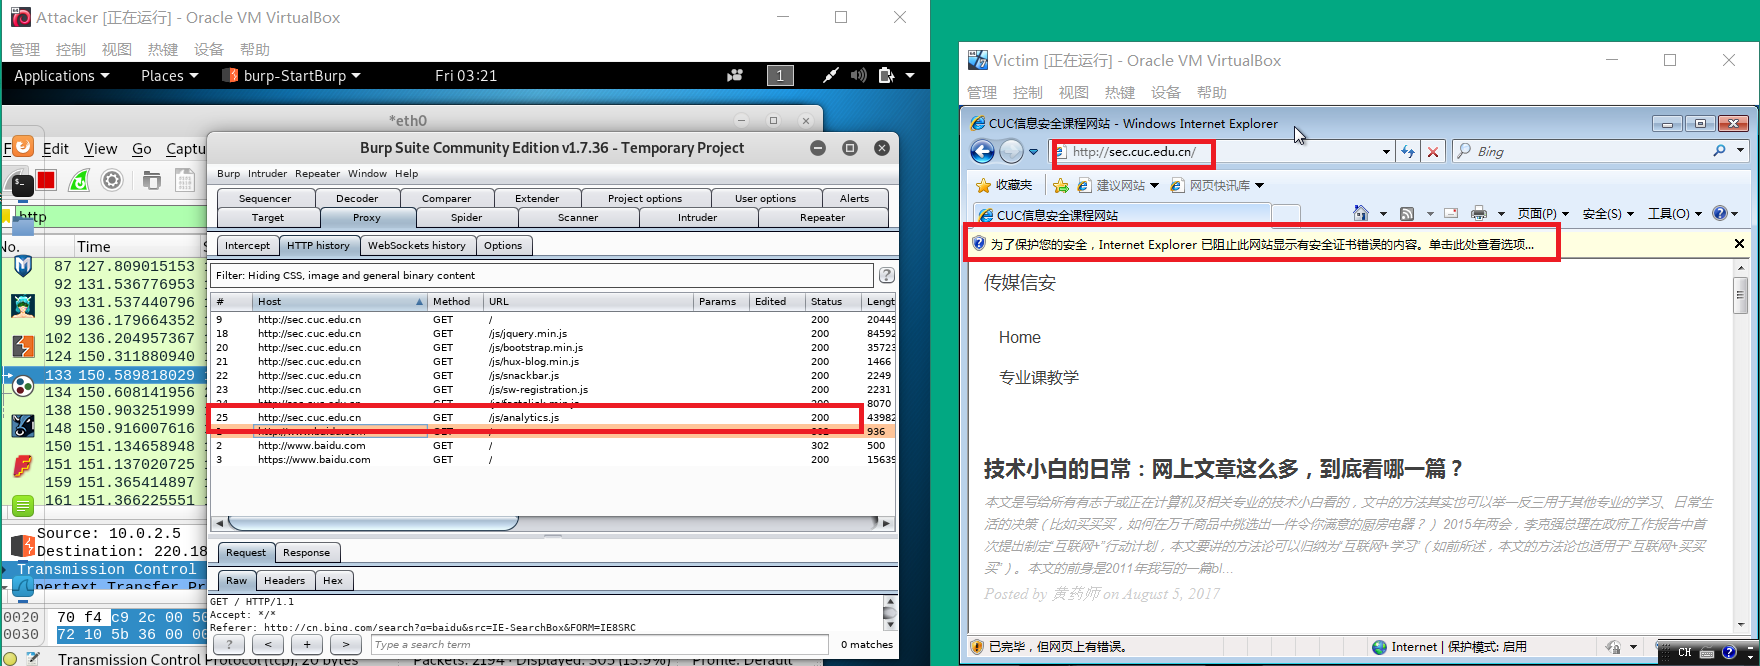 Attacker [正在运行] - Oracle VM VirtualBox
管理 控制 视图 热键 设备 帮助
Applications Places burp-StartBurp Fri 03:21 1
*eth0
Edit View Go Captu
http
No. Time
87 127.809015153
92 131.536776953
93 131.537440796
99 136.179664352
102 136.204957367
124 150.311880940
133 150.589818029
134 150.608141956
138 150.903251999
148 150.916007616
150 151.134658948
151 151.137020725
159 151.365414897
161 151.366225551
Source: 10.0.2.5
Destination: 220.18
Transmission Control
pertext Transfer Pr
0020 70 f4 c9 2c 00 50
0030 72 10 5b 36 00 00
Transmission Control Protocol (tcp), 20 bytes Packets: 2194 · Displayed: 305 (13.9%) Profile: Default
Burp Suite Community Edition v1.7.36 - Temporary Project
Burp Intruder Repeater Window Help
Sequencer Decoder Comparer Extender Project options User options Alerts
Target Proxy Spider Scanner Intruder Repeater
Intercept HTTP history WebSockets history Options
Filter: Hiding CSS, image and general binary content ?
# Host Method URL Params Edited Status Length
9 http://sec.cuc.edu.cn GET / 200 20449
18 http://sec.cuc.edu.cn GET /js/jquery.min.js 200 84592
20 http://sec.cuc.edu.cn GET /js/bootstrap.min.js 200 35723
21 http://sec.cuc.edu.cn GET /js/hux-blog.min.js 200 1466
22 http://sec.cuc.edu.cn GET /js/snackbar.js 200 2249
23 http://sec.cuc.edu.cn GET /js/sw-registration.js 200 2231
8070
25 http://sec.cuc.edu.cn GET /js/analytics.js 200 43982
http://www.baidu.com GET / 302 936
2 http://www.baidu.com GET / 302 500
3 https://www.baidu.com GET / 200 15639
Request Response
Raw Headers Hex
GET / HTTP/1.1
Accept: */*
Referer: http://cn.bing.com/search?q=baidu&src=IE-SearchBox&FORM=IE8SRC
? < + > Type a search term 0 matches
Victim [正在运行] - Oracle VM VirtualBox
管理 控制 视图 热键 设备 帮助
CUC信息安全课程网站 - Windows Internet Explorer
http://sec.cuc.edu.cn/ Bing
收藏夹 建议网站 网页快讯库
CUC信息安全课程网站 页面(P) 安全(S) 工具(O)
为了保护您的安全，Internet Explorer 已阻止此网站显示有安全证书错误的内容。单击此处查看选项...
传媒信安
Home
专业课教学
技术小白的日常：网上文章这么多，到底看哪一篇？
本文是写给所有有志于或正在计算机及相关专业的技术小白看的，文中的方法其实也可以举一反三用于其他专业的学习、日常生
活的决策（比如买买买，如何在万千商品中挑选出一件令你满意的厨房电器？）2015年两会，李克强总理在政府工作报告中首
次提出制定“互联网+”行动计划，本文要讲的方法论可以归纳为“互联网+学习”（如前所述，本文的方法论也适用于“互联网+买买
买”）。本文的前身是2011年我写的一篇bl...
Posted by 黄药师 on August 5, 2017
已完毕，但网页上有错误。 Internet | 保护模式: 启用
CH